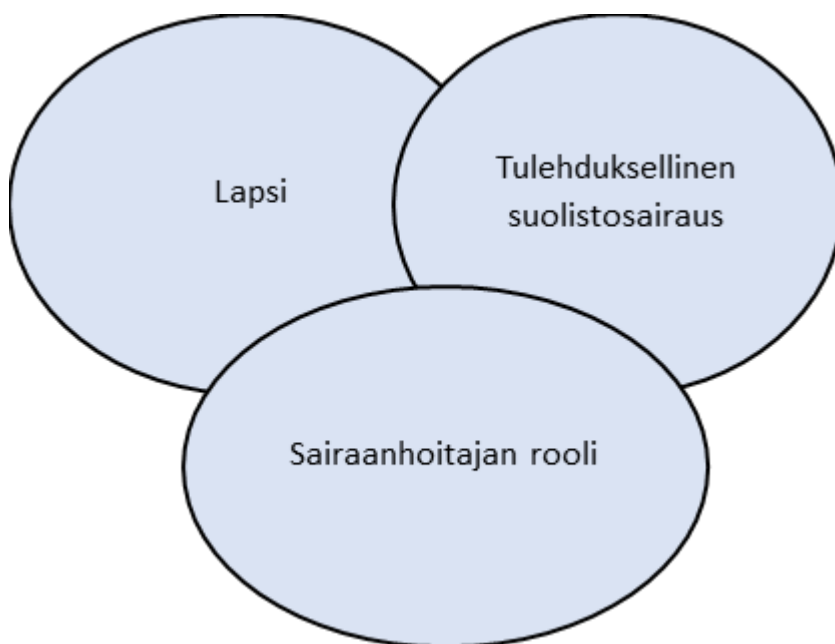 Lapsi
Tulehduksellinen
suolistosairaus
Sairaanhoitajan rooli